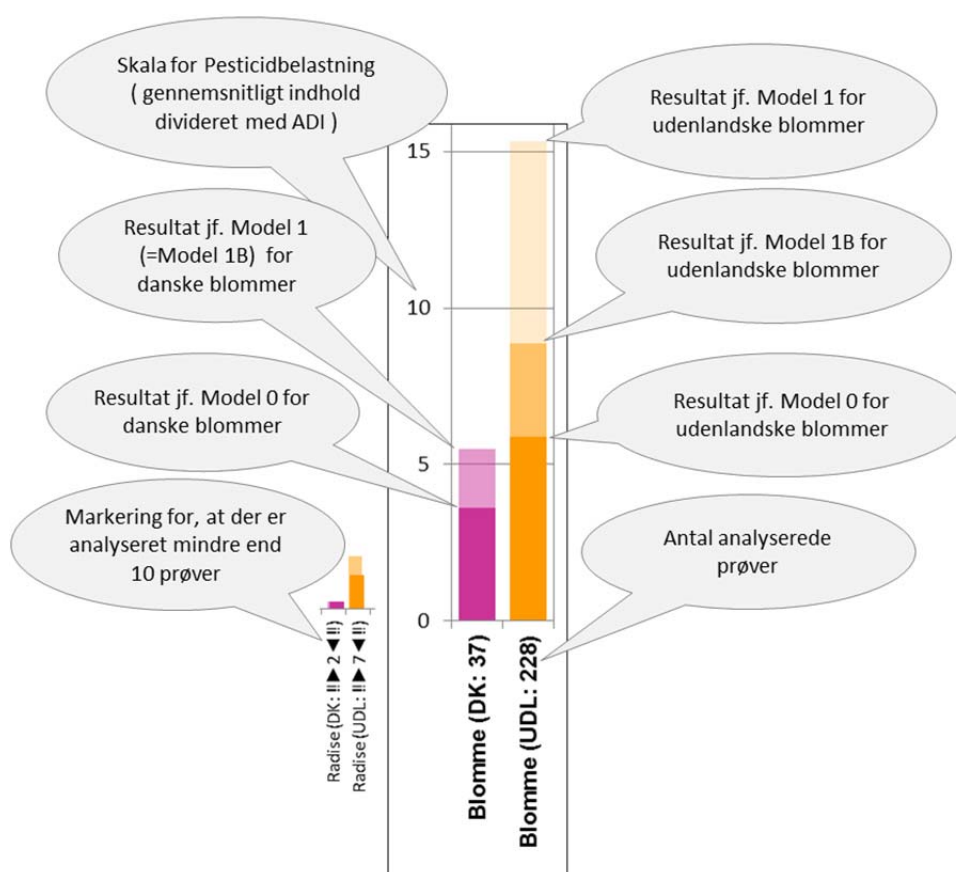 Skala for Pesticidbelastning
( gennemsnitligt indhold
divideret med ADI )
Resultat jf. Model 1 for
udenlandske blommer
Resultat jf. Model 1
(=Model 1B) for
danske blommer
Resultat jf. Model 1B for
udenlandske blommer
Resultat jf. Model 0 for
danske blommer
Resultat jf. Model 0 for
udenlandske blommer
Markering for, at der er
analyseret mindre end
10 prøver
Antal analyserede
prøver
15
10
5
0
Radise (DK: !!▶ 2 ◀!!)
Radise (UDL: !!▶ 7 ◀!!)
Blomme (DK: 37)
Blomme (UDL: 228)